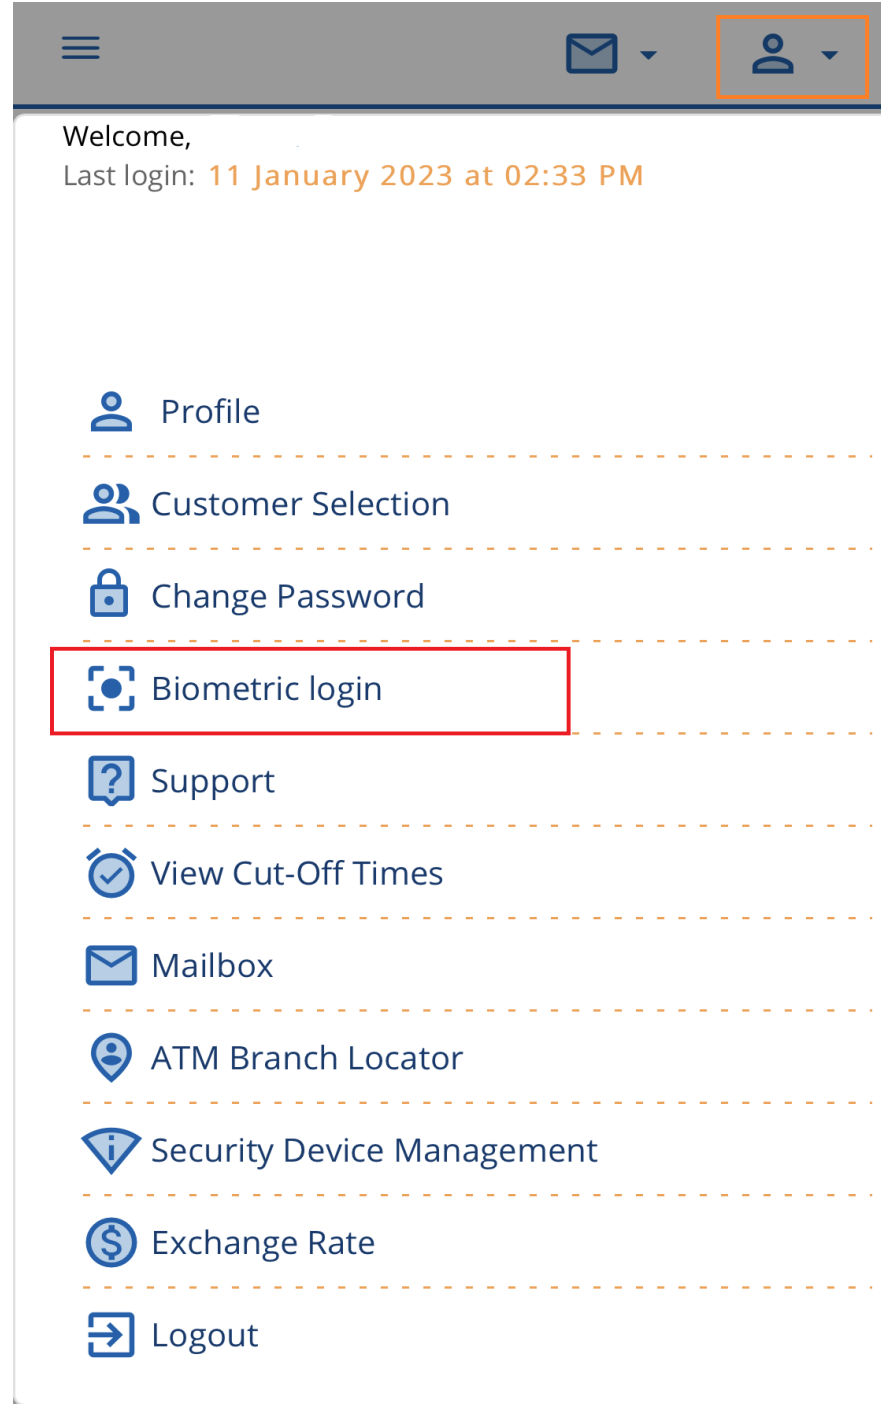 Welcome,
Last login: 11 January 2023 at 02:33 PM
Profile
Customer Selection
Change Password
Biometric login
Support
View Cut-Off Times
Mailbox
ATM Branch Locator
Security Device Management
Exchange Rate
Logout